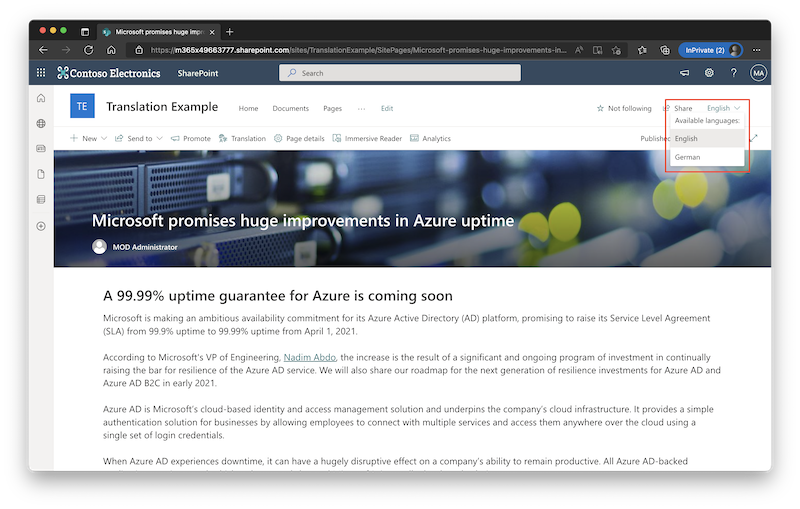 Microsoft promises huge impro
https://m365x49663777.sharepoint.com/sites/TranslationExample/SitePages/Microsoft-promises-huge-improvements-in...
InPrivate (2)
Contoso Electronics
SharePoint
Search
?
MA
TE
Translation Example
Home
Documents
Pages
...
Edit
Not following
Share
English
Available languages:
English
German
New
Send to
Promote
Translation
Page details
Immersive Reader
Analytics
Published
Microsoft promises huge improvements in Azure uptime
MOD Administrator
A 99.99% uptime guarantee for Azure is coming soon
Microsoft is making an ambitious availability commitment for its Azure Active Directory (AD) platform, promising to raise its Service Level Agreement
(SLA) from 99.9% uptime to 99.99% uptime from April 1, 2021.
According to Microsoft's VP of Engineering, Nadim Abdo, the increase is the result of a significant and ongoing program of investment in continually
raising the bar for resilience of the Azure AD service. We will also share our roadmap for the next generation of resilience investments for Azure AD and
Azure AD B2C in early 2021.
Azure AD is Microsoft's cloud-based identity and access management solution and underpins the company's cloud infrastructure. It provides a simple
authentication solution for businesses by allowing employees to connect with multiple services and access them anywhere over the cloud using a
single set of login credentials.
When Azure AD experiences downtime, it can have a hugely disruptive effect on a company's ability to remain productive. All Azure AD-backed